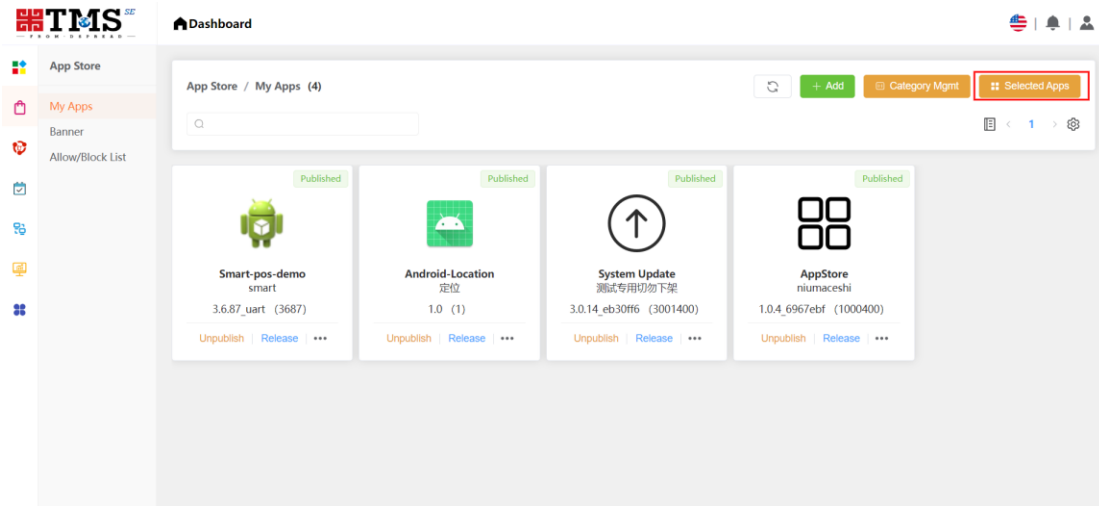 TMS SE
Dashboard
App Store
My Apps
Banner
Allow/Block List
App Store / My Apps (4)
+ Add
Category Mgmt
Selected Apps
< 1 >
Published
Smart-pos-demo
smart
3.6.87_uart (3687)
Unpublish Release •••
Published
Android-Location
定位
1.0 (1)
Unpublish Release •••
Published
System Update
测试专用切勿下架
3.0.14_eb30ff6 (3001400)
Unpublish Release •••
Published
AppStore
niumaceshi
1.0.4_6967ebf (1000400)
Unpublish Release •••